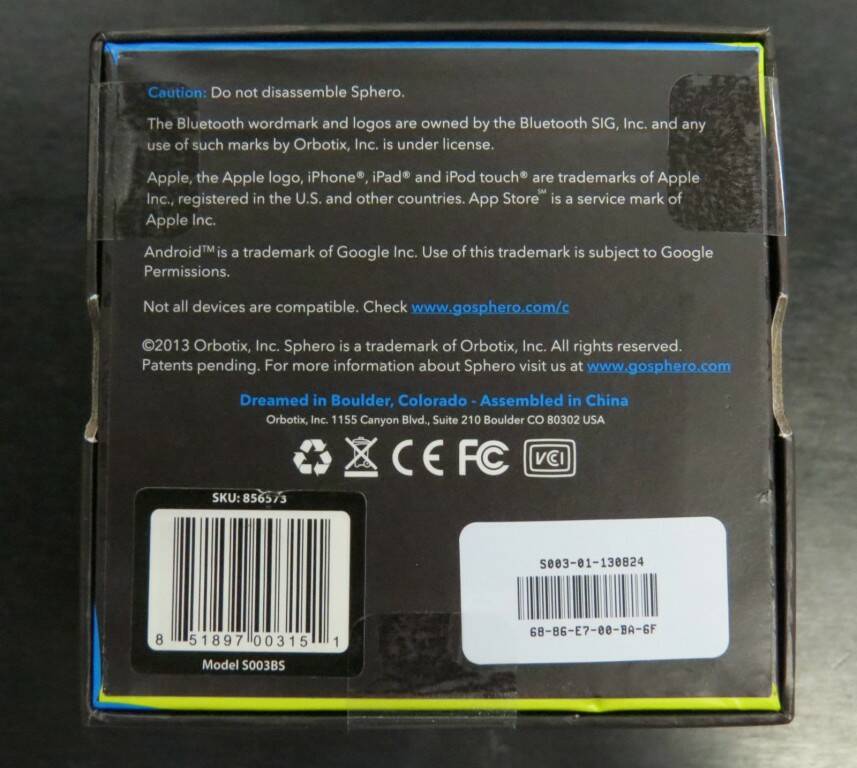 Caution: Do not disassemble Sphero.
The Bluetooth wordmark and logos are owned by the Bluetooth SIG, Inc. and any
use of such marks by Orbotix, Inc. is under license.
Apple, the Apple logo, iPhone®, iPad® and iPod touch® are trademarks of Apple
Inc., registered in the U.S. and other countries. App Store℠ is a service mark of
Apple Inc.
Android™ is a trademark of Google Inc. Use of this trademark is subject to Google
Permissions.
Not all devices are compatible. Check www.gosphero.com/c
©2013 Orbotix, Inc. Sphero is a trademark of Orbotix, Inc. All rights reserved.
Patents pending. For more information about Sphero visit us at www.gosphero.com
Dreamed in Boulder, Colorado - Assembled in China
Orbotix, Inc. 1155 Canyon Blvd., Suite 210 Boulder CO 80302 USA
CE FC VCI
SKU: 856573
8 51897 00315 1
Model S003BS
S003-01-130824
68-86-E7-00-BA-6F